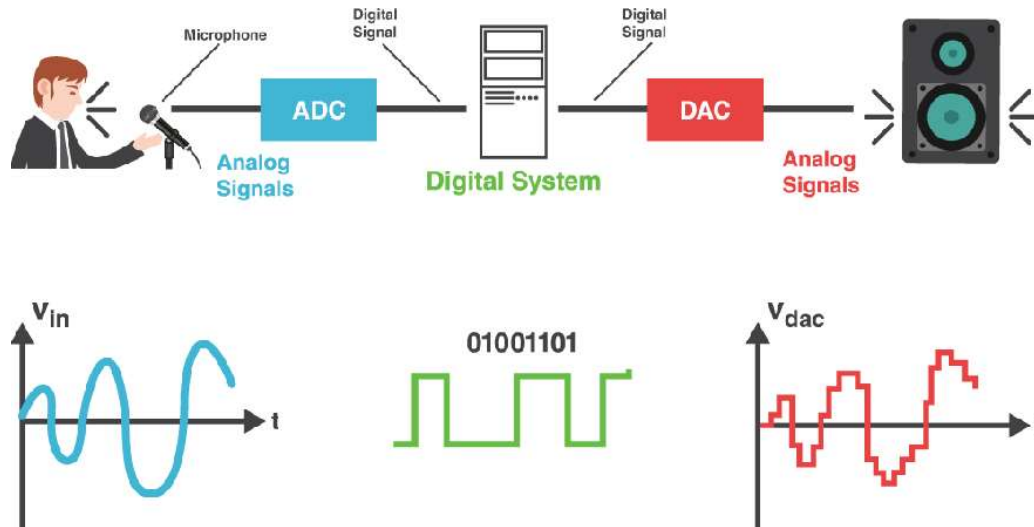 Microphone
Digital
Signal
Digital
Signal
ADC
DAC
Analog
Signals
Digital System
Analog
Signals
Vin
t
01001101
Vdac